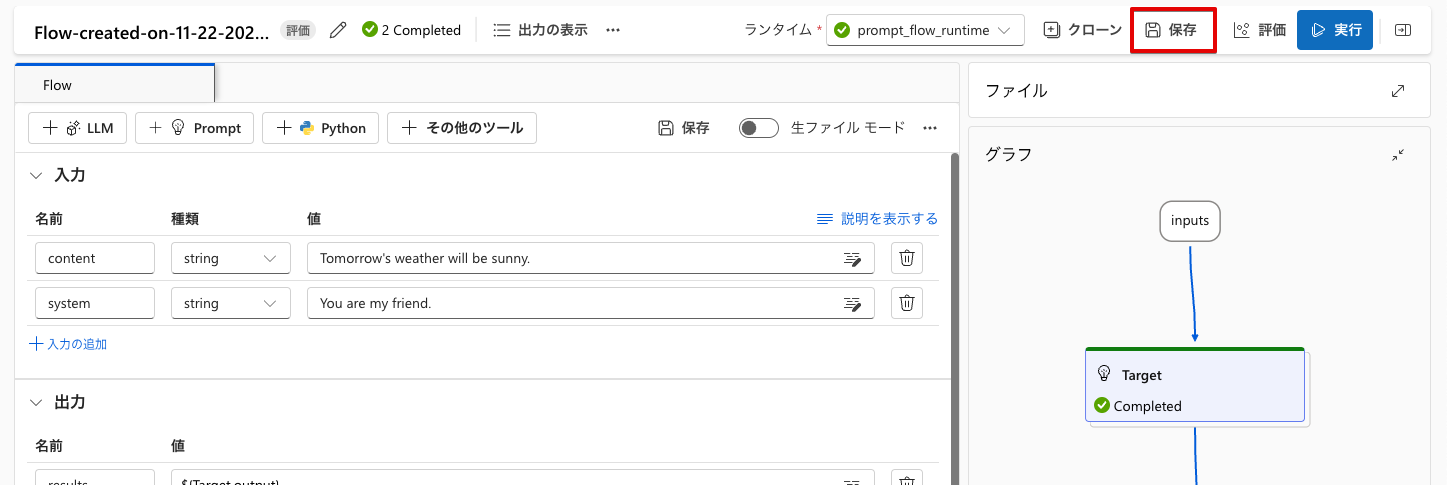 Flow-created-on-11-22-202... 評価 2 Completed 出力の表示 ... ランタイム * prompt_flow_runtime クローン 保存 評価 実行
Flow
LLM Prompt Python その他のツール 保存 生ファイル モード ...
入力
名前 種類 値 説明を表示する
content string Tomorrow's weather will be sunny.
system string You are my friend.
入力の追加
出力
名前 値
results ${Target.output}
ファイル
グラフ
inputs
Target
Completed